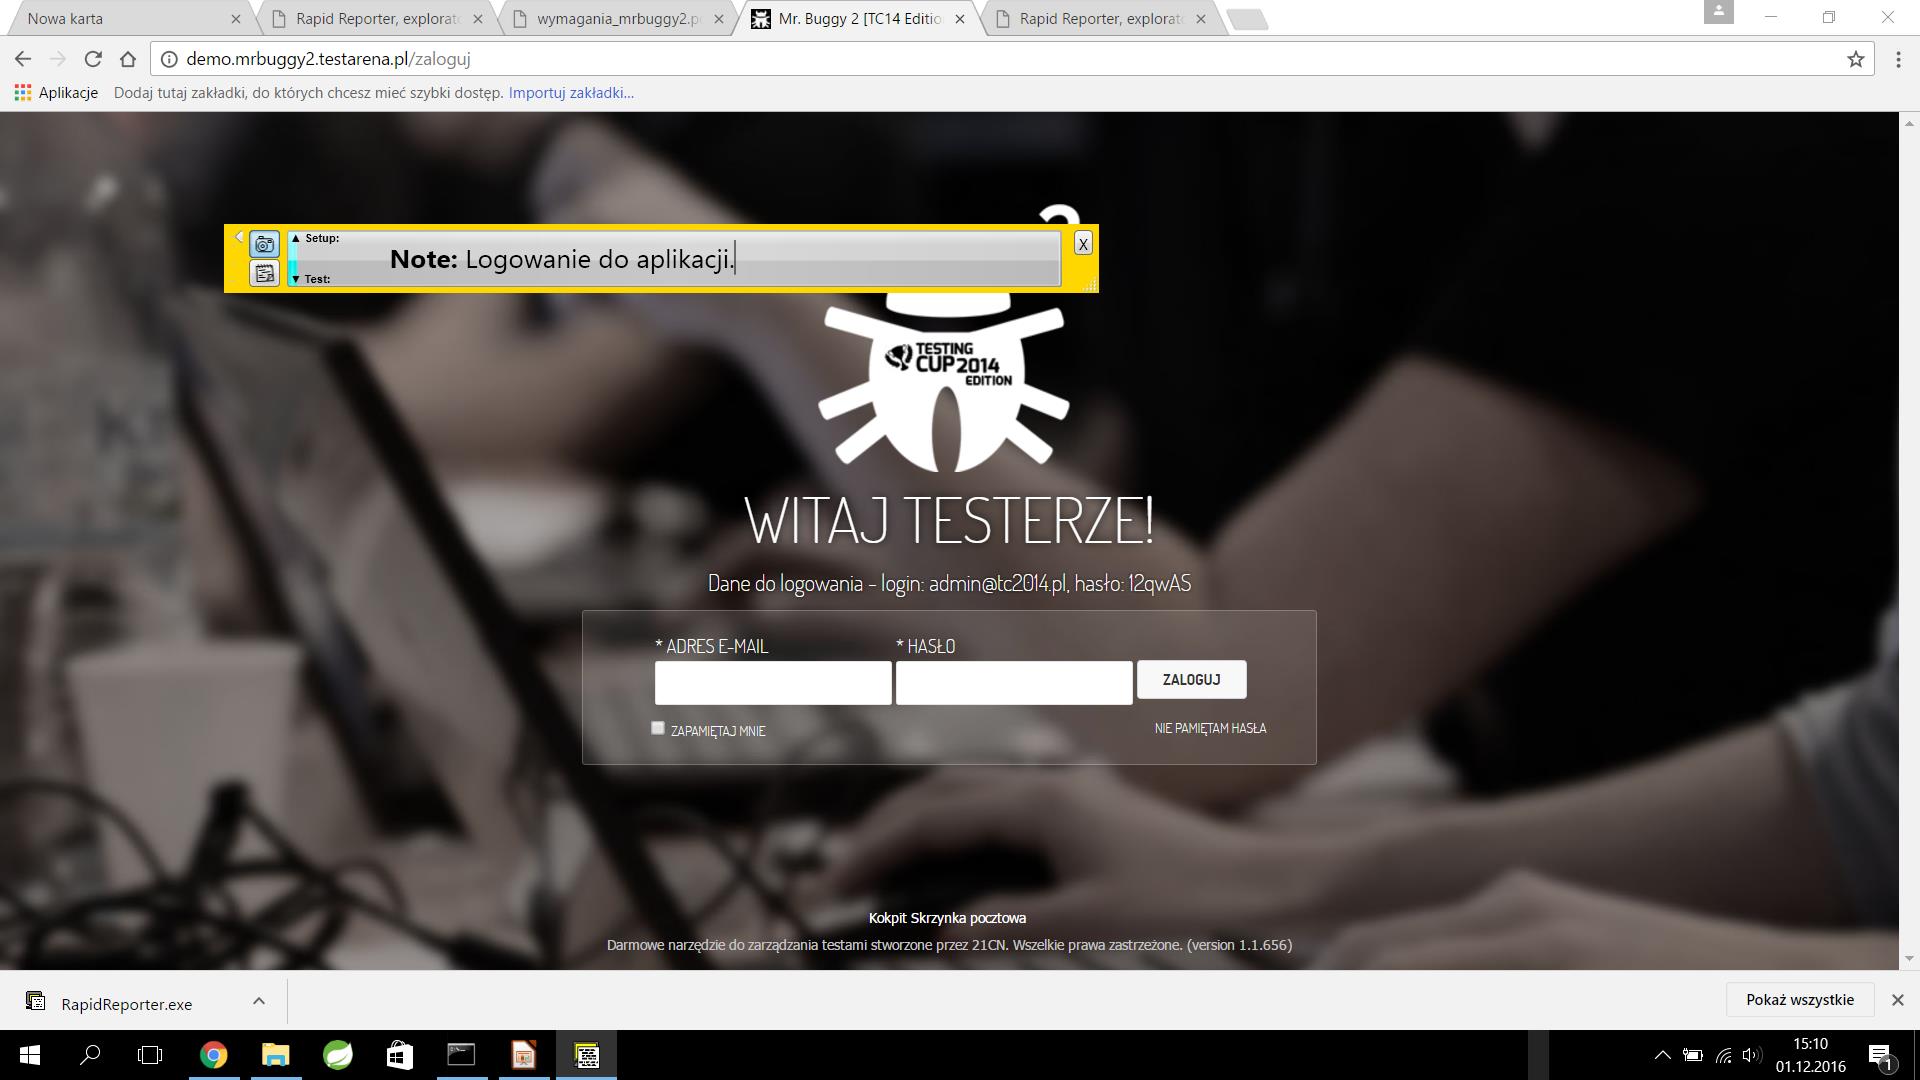 Nowa karta
Rapid Reporter, explorato
wymagania_mrbuggy2.p
Mr. Buggy 2 [TC14 Editio
Rapid Reporter, explorato
demo.mrbuggy2.testarena.pl/zaloguj
Aplikacje
Dodaj tutaj zakładki, do których chcesz mieć szybki dostęp. Importuj zakładki...
Setup:
Note: Logowanie do aplikacji.
Test:
X
TESTING
CUP 2014
EDITION
WITAJ TESTERZE!
Dane do logowania - login: admin@tc2014.pl, hasło: 12qwAS
* ADRES E-MAIL
* HASŁO
ZALOGUJ
ZAPAMIĘTAJ MNIE
NIE PAMIĘTAM HASŁA
Kokpit Skrzynka pocztowa
Darmowe narzędzie do zarządzania testami stworzone przez 21CN. Wszelkie prawa zastrzeżone. (version 1.1.656)
RapidReporter.exe
Pokaż wszystkie
15:10
01.12.2016
1